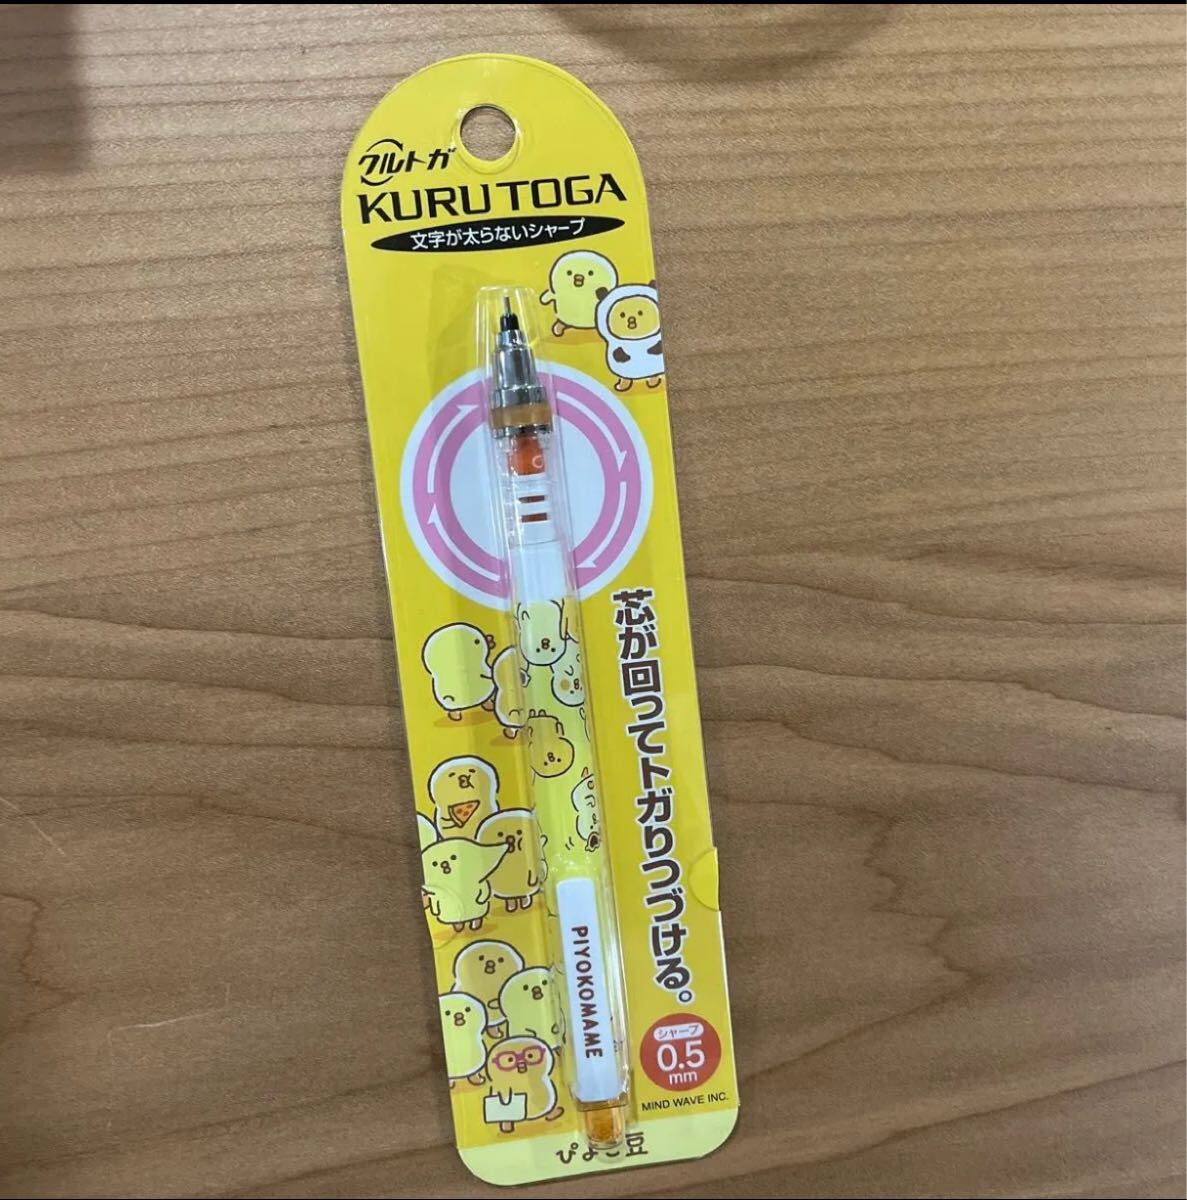 クルトガ
KURUTOGA
文字が太らないシャープ
芯が回ってトガりつづける。
PIYOKOMAME
シャープ
0.5
mm
MIND WAVE INC.
ぴよこ豆